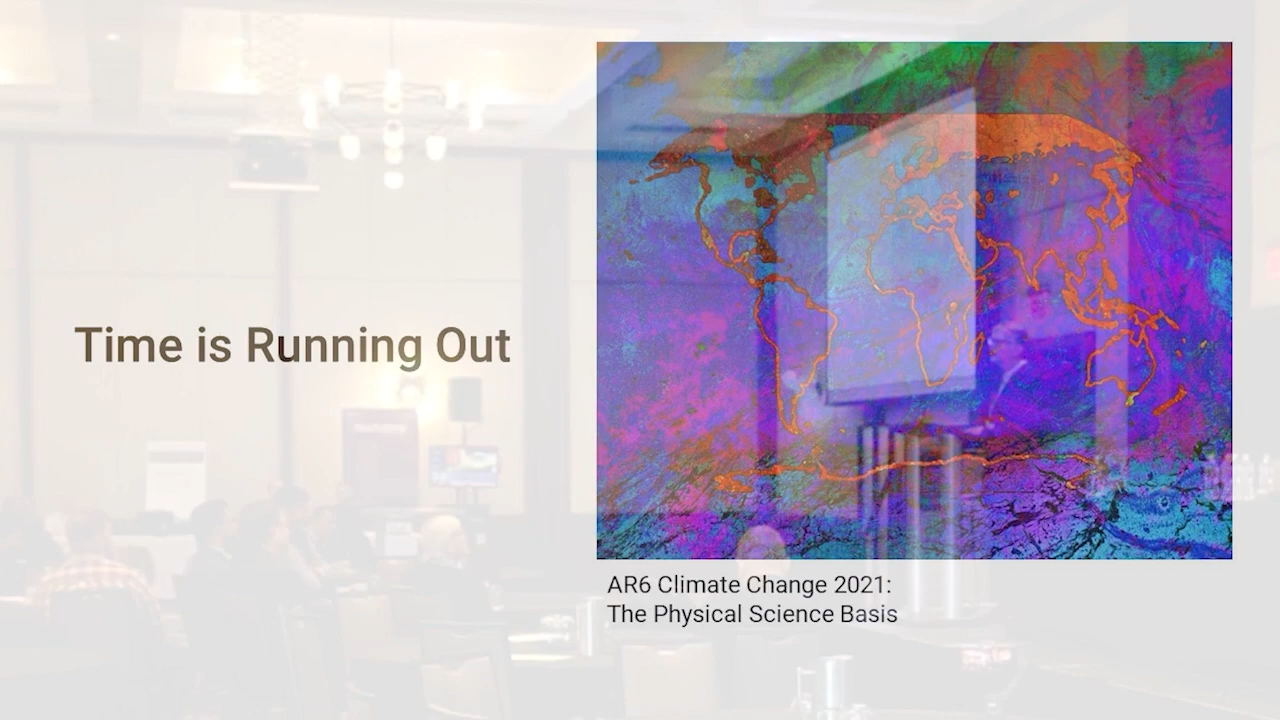 Time is Running Out
AR6 Climate Change 2021:
The Physical Science Basis